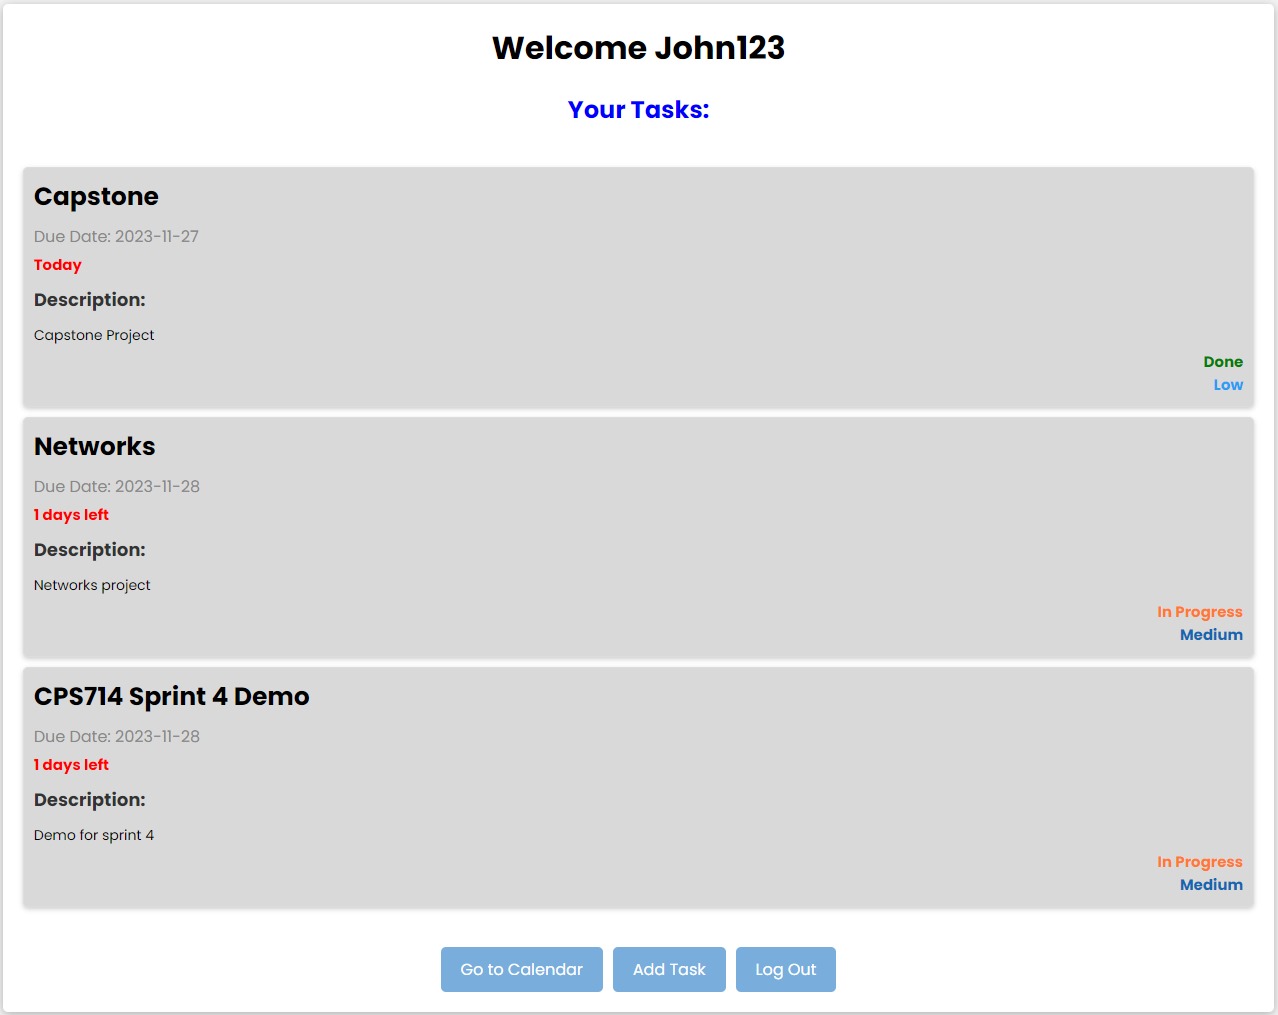 Welcome John123
Your Tasks:
Capstone
Due Date: 2023-11-27
Today
Description:
Capstone Project
Done
Low
Networks
Due Date: 2023-11-28
1 days left
Description:
Networks project
In Progress
Medium
CPS714 Sprint 4 Demo
Due Date: 2023-11-28
1 days left
Description:
Demo for sprint 4
In Progress
Medium
Go to Calendar
Add Task
Log Out